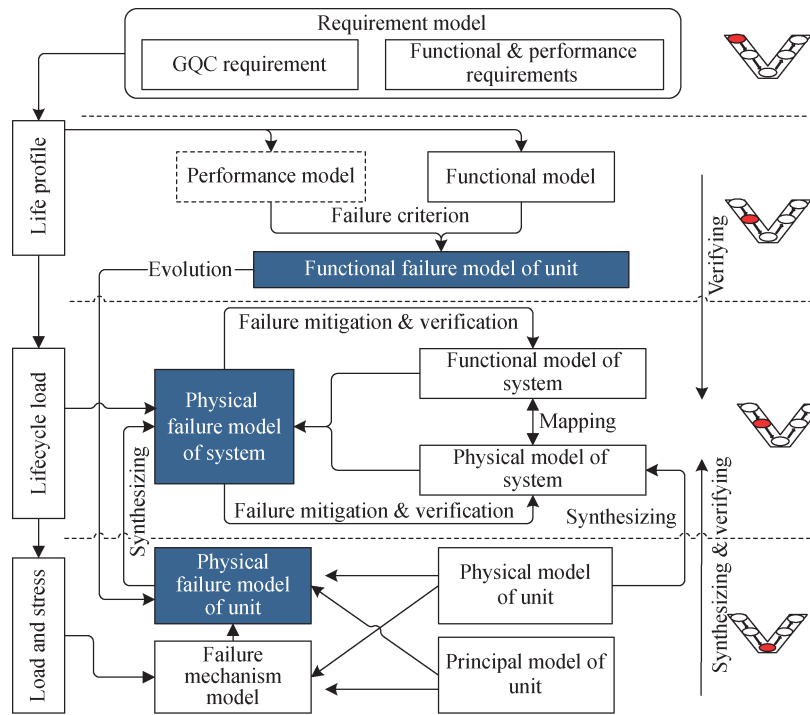 Requirement model
GQC requirement
Functional & performance
requirements
Life profile
Performance model
Functional model
Failure criterion
Evolution
Functional failure model of unit
Verifying
Failure mitigation & verification
Lifecycle load
Physical
failure model
of system
Functional model of
system
Mapping
Physical model of
system
Failure mitigation & verification
Synthesizing
Synthesizing
Synthesizing & verifying
Load and stress
Physical
failure model
of unit
Physical model
of unit
Failure
mechanism
model
Principal model of
unit